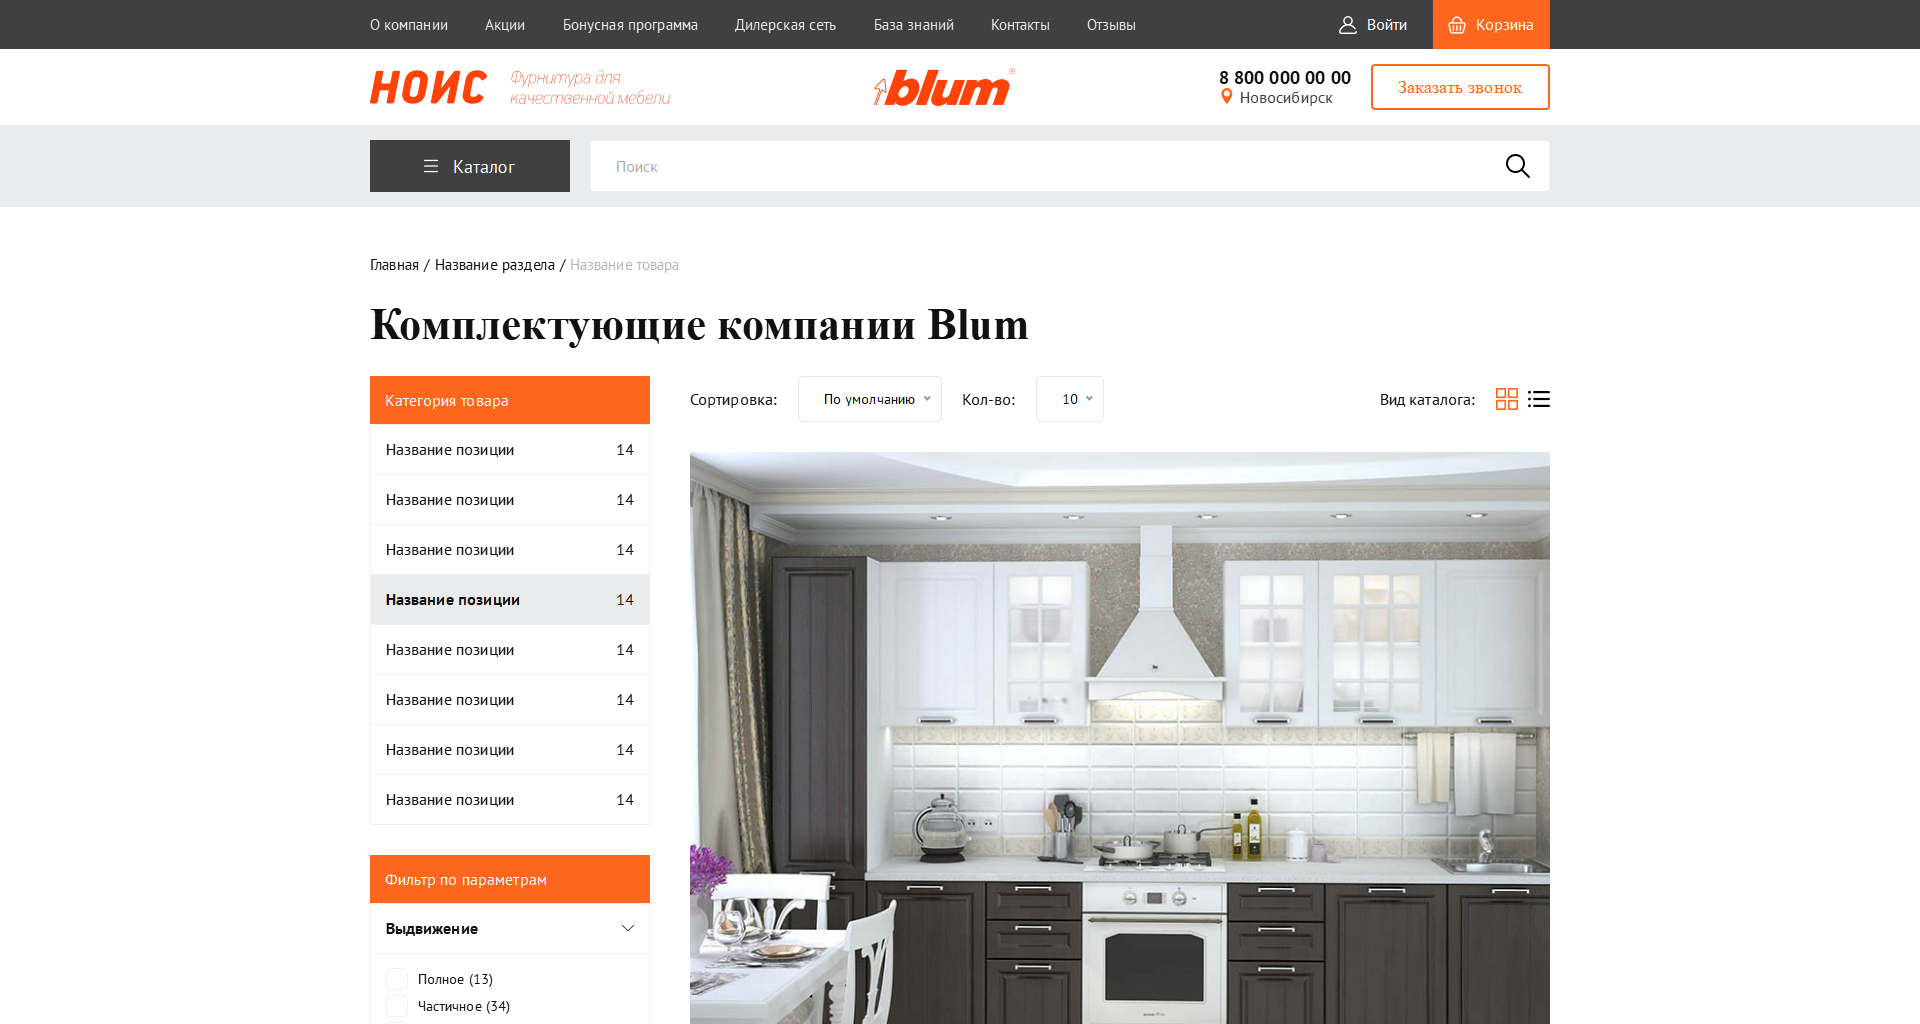 О компании
Акции
Бонусная программа
Дилерская сеть
База знаний
Контакты
Отзывы
Войти
Корзина
НОИС
Фурнитура для
качественной мебели
blum®
8 800 000 00 00
Новосибирск
Заказать звонок
Каталог
Поиск
Главная / Название раздела / Название товара
Комплектующие компании Blum
Категория товара
Название позиции 14
Название позиции 14
Название позиции 14
Название позиции 14
Название позиции 14
Название позиции 14
Название позиции 14
Название позиции 14
Фильтр по параметрам
Выдвижение
Полное (13)
Частичное (34)
Сортировка:
По умолчанию
Кол-во:
10
Вид каталога: